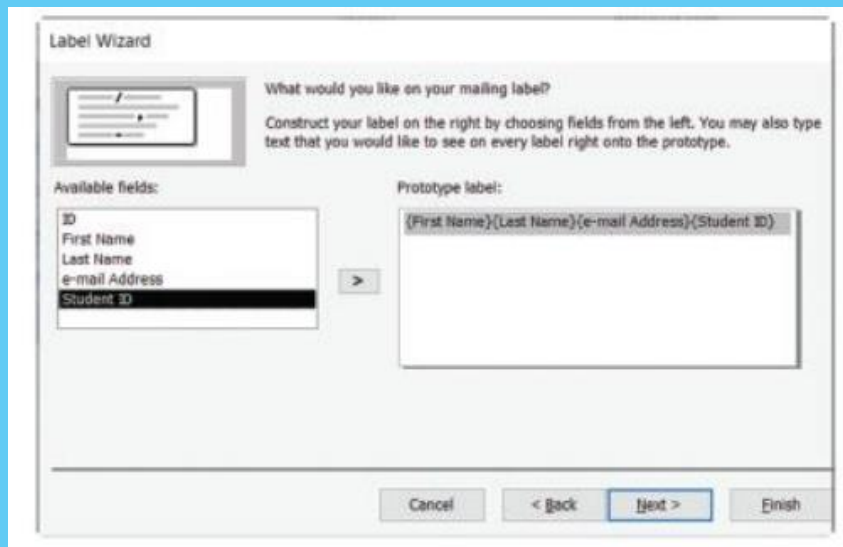 Label Wizard
What would you like on your mailing label?
Construct your label on the right by choosing fields from the left. You may also type
text that you would like to see on every label right onto the prototype.
Available fields:
ID
First Name
Last Name
e-mail Address
Student ID
>
Prototype label:
{First Name}{Last Name}{e-mail Address}{Student ID}
Cancel
< Back
Next >
Finish